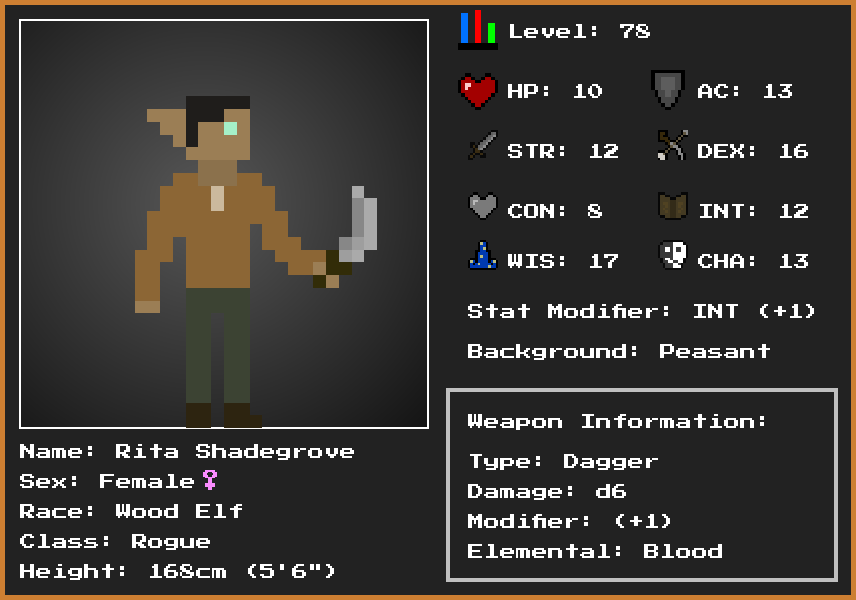 Level: 78
HP: 10 AC: 13
STR: 12 DEX: 16
CON: 8 INT: 12
WIS: 17 CHA: 13
Stat Modifier: INT (+1)
Background: Peasant
Weapon Information:
Type: Dagger
Damage: d6
Modifier: (+1)
Elemental: Blood
Name: Rita Shadegrove
Sex: Female♀
Race: Wood Elf
Class: Rogue
Height: 168cm (5'6")